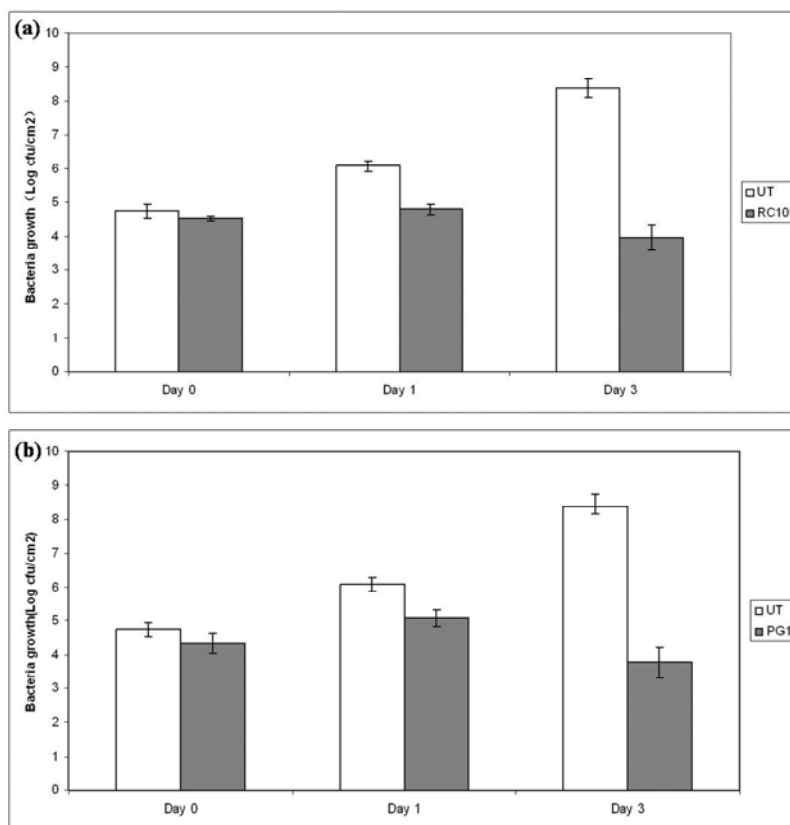 (a)
10
9
8
7
6
5
4
3
2
1
0
Bacteria growth (Log cfu/cm2)
Day 0 Day 1 Day 3
UT
RC10
(b)
10
9
8
7
6
5
4
3
2
1
0
Bacteria growth(Log cfu/cm2)
Day 0 Day 1 Day 3
UT
PG1